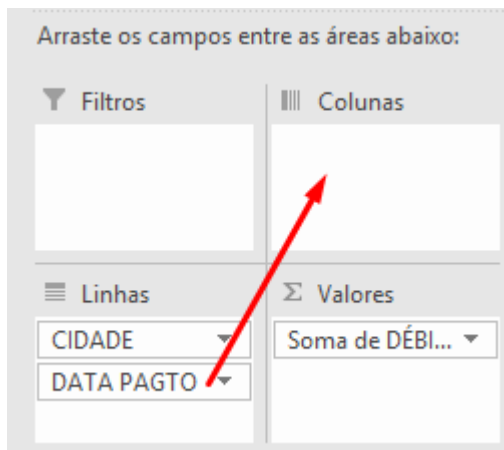 Arraste os campos entre as áreas abaixo:
Filtros
Colunas
Linhas
Σ Valores
CIDADE
Soma de DÉBI...
DATA PAGTO